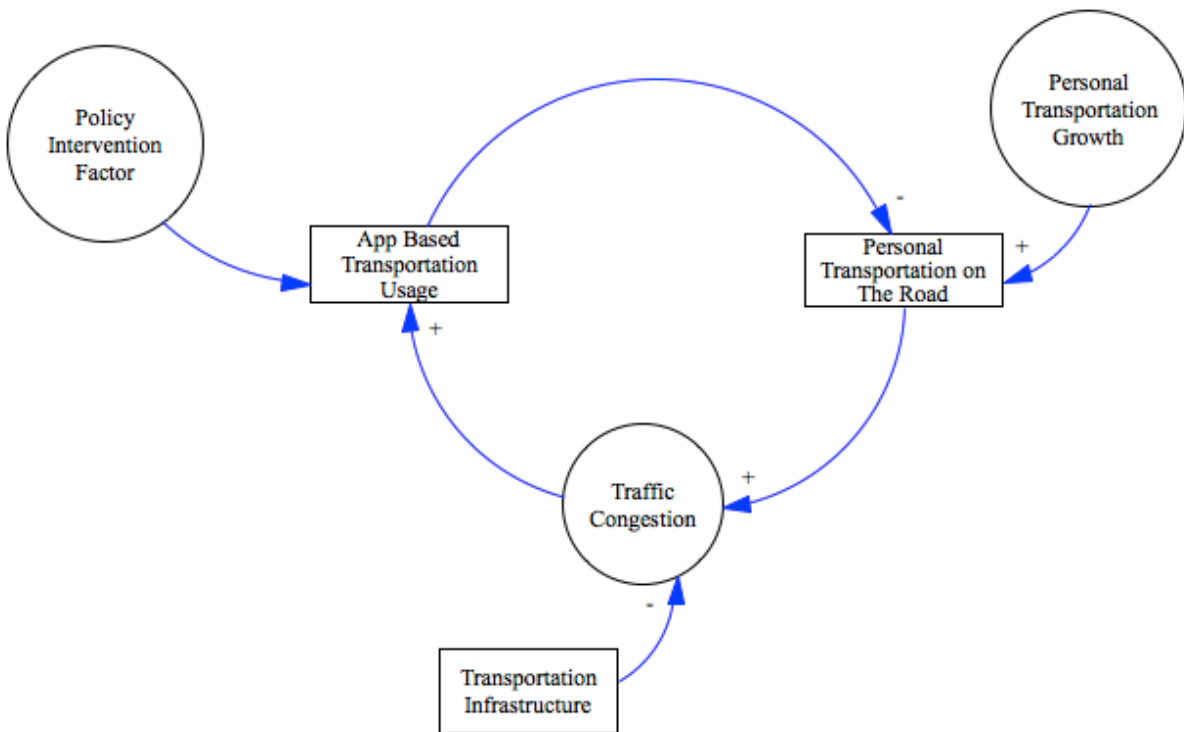 Policy
Intervention
Factor
Personal
Transportation
Growth
App Based
Transportation
Usage
-
+
Personal
Transportation on
The Road
+
Traffic
Congestion
+
-
Transportation
Infrastructure